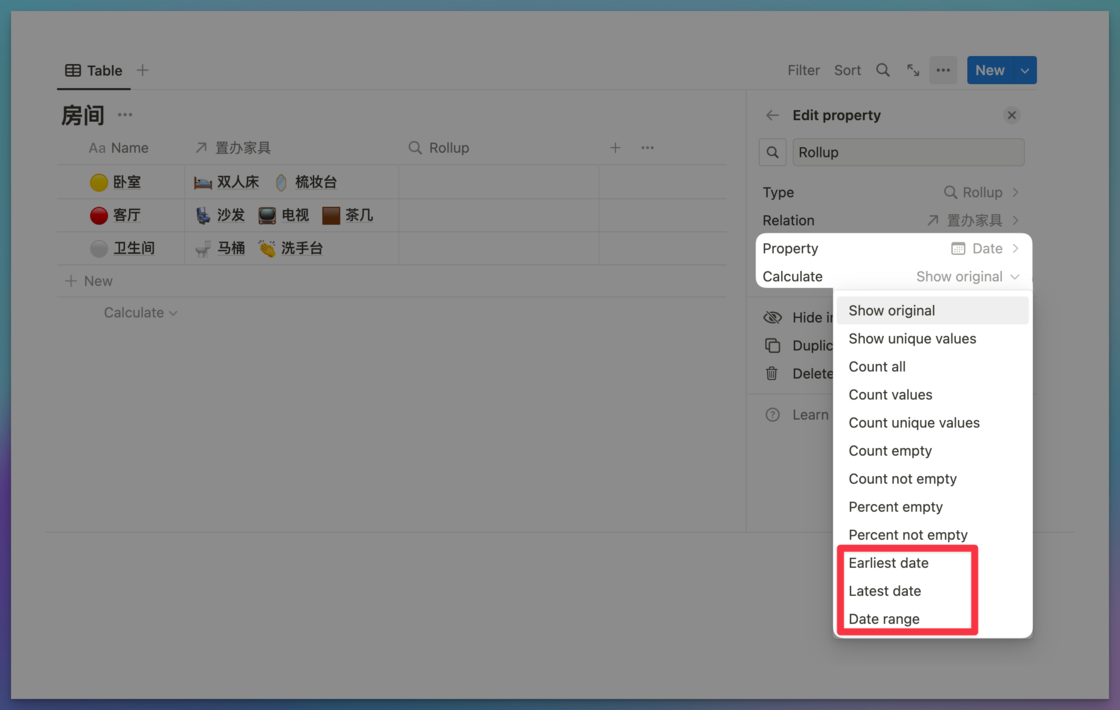 Table
Filter Sort New
房间
Edit property
Aa Name 置办家具 Rollup
Rollup
卧室 双人床 梳妆台
客厅 沙发 电视 茶几
卫生间 马桶 洗手台
New
Calculate
Type Rollup
Relation 置办家具
Property Date
Calculate Show original
Hide in
Duplic
Delete
Learn
Show original
Show unique values
Count all
Count values
Count unique values
Count empty
Count not empty
Percent empty
Percent not empty
Earliest date
Latest date
Date range